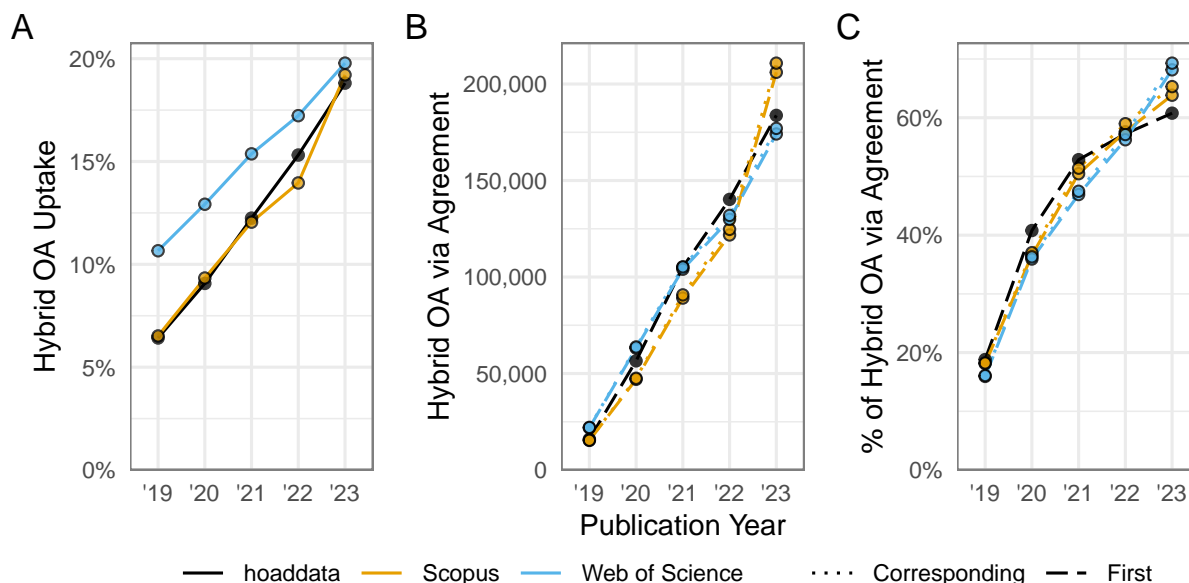 A
Hybrid OA Uptake
20%
15%
10%
5%
0%
'19 '20 '21 '22 '23
B
Hybrid OA via Agreement
200,000
150,000
100,000
50,000
0
'19 '20 '21 '22 '23
C
% of Hybrid OA via Agreement
60%
40%
20%
0%
'19 '20 '21 '22 '23
Publication Year
hoaddata Scopus Web of Science Corresponding First